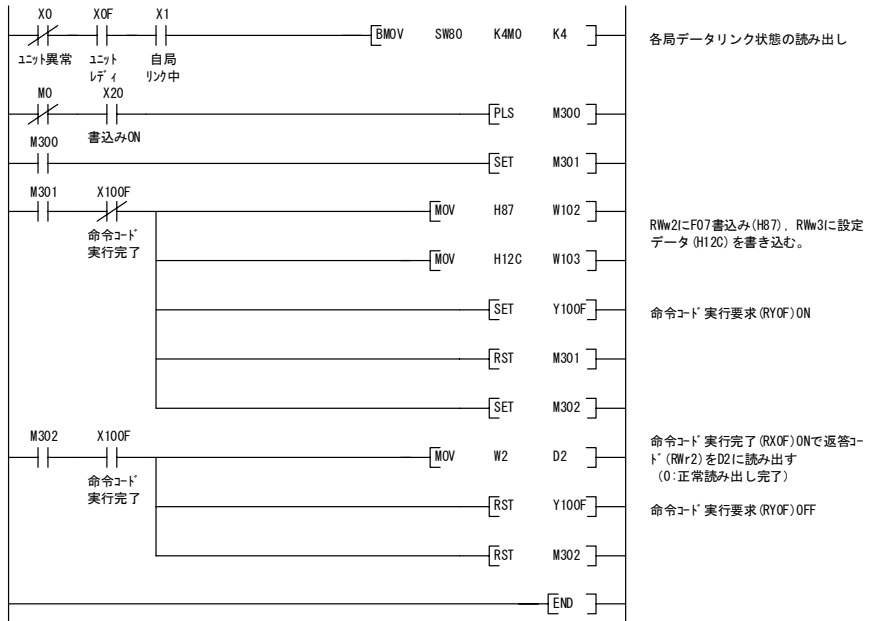 X0 X0F X1
BMOV SW80 K4M0 K4 各局データリンク状態の読み出し
ﾕﾆｯﾄ異常 ﾕﾆｯﾄ 自局
ﾚﾃﾞｨ ﾘﾝｸ中
M0 X20
PLS M300
書込みON
M300
SET M301
M301 X100F
MOV H87 W102
命令ｺｰﾄﾞ
実行完了
RWw2にF07書込み(H87), RWw3に設定
データ(H12C)を書き込む。
MOV H12C W103
SET Y100F 命令ｺｰﾄﾞ実行要求(RY0F)ON
RST M301
SET M302
M302 X100F
MOV W2 D2
命令ｺｰﾄﾞ
実行完了
命令ｺｰﾄﾞ実行完了(RX0F)ONで返答ｺｰ
ﾄﾞ(RWr2)をD2に読み出す
(0:正常読み出し完了)
RST Y100F 命令ｺｰﾄﾞ実行要求(RY0F)OFF
RST M302
END